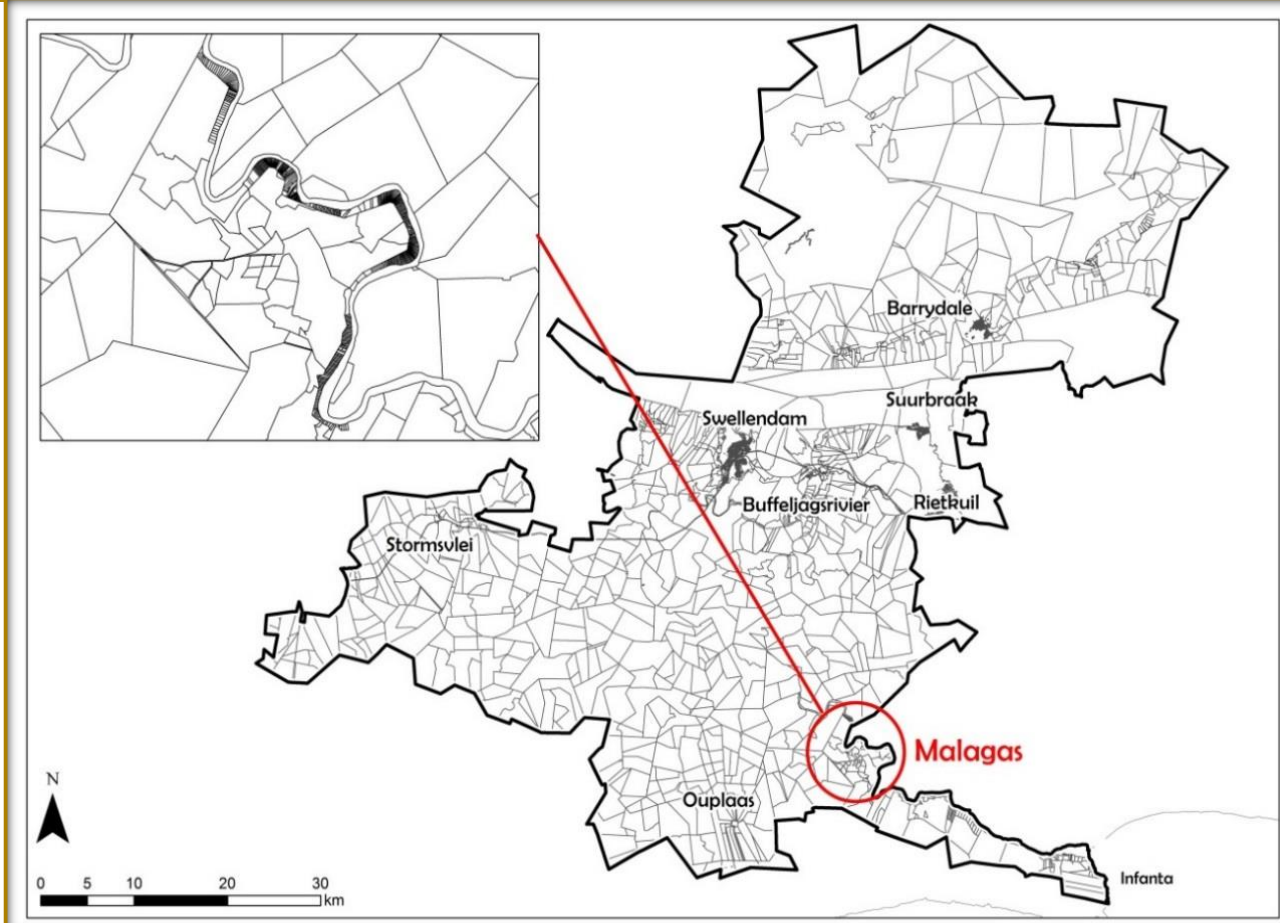 Barrydale
Suurbraak
Swellendam
Buffeljagsrivier
Rietkuil
Stormsvlei
Malagas
Ouplaas
Infanta
N
0 5 10 20 30
km